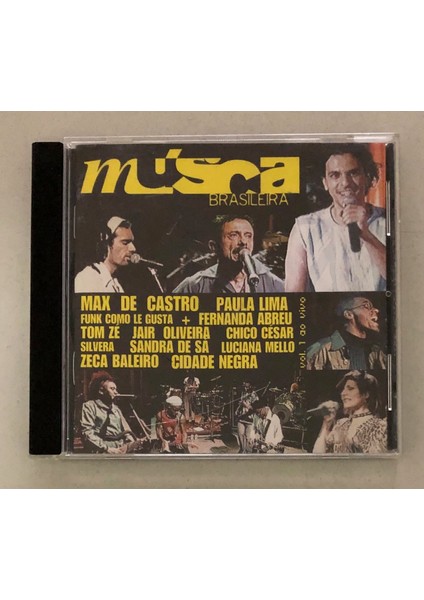 música
BRASILEIRA
MAX DE CASTRO PAULA LIMA
FUNK COMO LE GUSTA + FERNANDA ABREU
TOM ZÉ JAIR OLIVEIRA CHICO CESAR
SILVERA SANDRA DE SÁ LUCIANA MELLO
ZECA BALEIRO CIDADE NEGRA
vol. 1 ao vivo